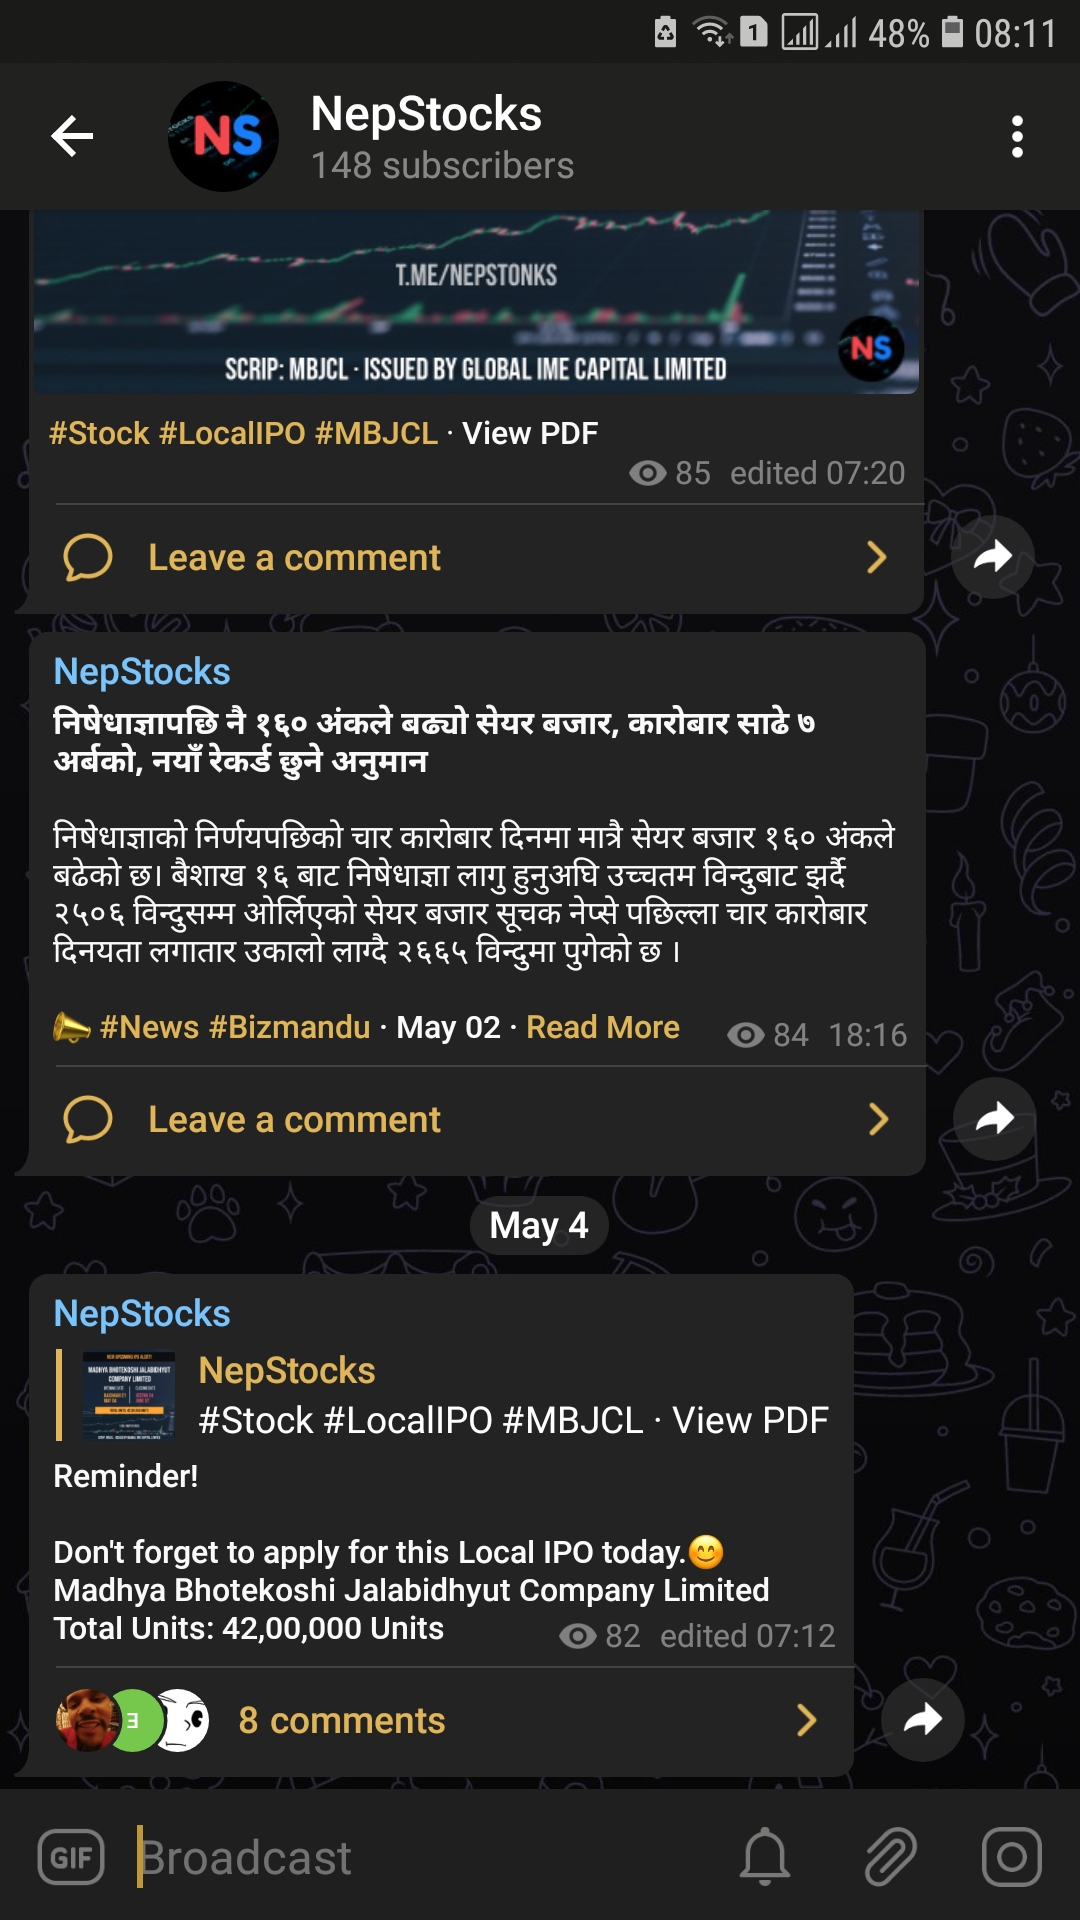 48% 08:11
NS
NepStocks
148 subscribers
T.ME/NEPSTONKS
NS
SCRIP: MBJCL · ISSUED BY GLOBAL IME CAPITAL LIMITED
#Stock #LocalIPO #MBJCL · View PDF
85 edited 07:20
Leave a comment
NepStocks
निषेधाज्ञापछि नै १६० अंकले बढ्यो सेयर बजार, कारोबार साढे ७
अर्बको, नयाँ रेकर्ड छुने अनुमान
निषेधाज्ञाको निर्णयपछिको चार कारोबार दिनमा मात्रै सेयर बजार १६० अंकले
बढेको छ। बैशाख १६ बाट निषेधाज्ञा लागु हुनुअघि उच्चतम विन्दुबाट झर्दै
२५०६ विन्दुसम्म ओर्लिएको सेयर बजार सूचक नेप्से पछिल्ला चार कारोबार
दिनयता लगातार उकालो लाग्दै २६६५ विन्दुमा पुगेको छ ।
📣 #News #Bizmandu · May 02 · Read More 84 18:16
Leave a comment
May 4
NepStocks
MADHYA BHOTEKOSHI JALABIDHYUT
COMPANY LIMITED
NepStocks
#Stock #LocalIPO #MBJCL · View PDF
Reminder!
Don't forget to apply for this Local IPO today.😊
Madhya Bhotekoshi Jalabidhyut Company Limited
Total Units: 42,00,000 Units 82 edited 07:12
8 comments
GIF Broadcast